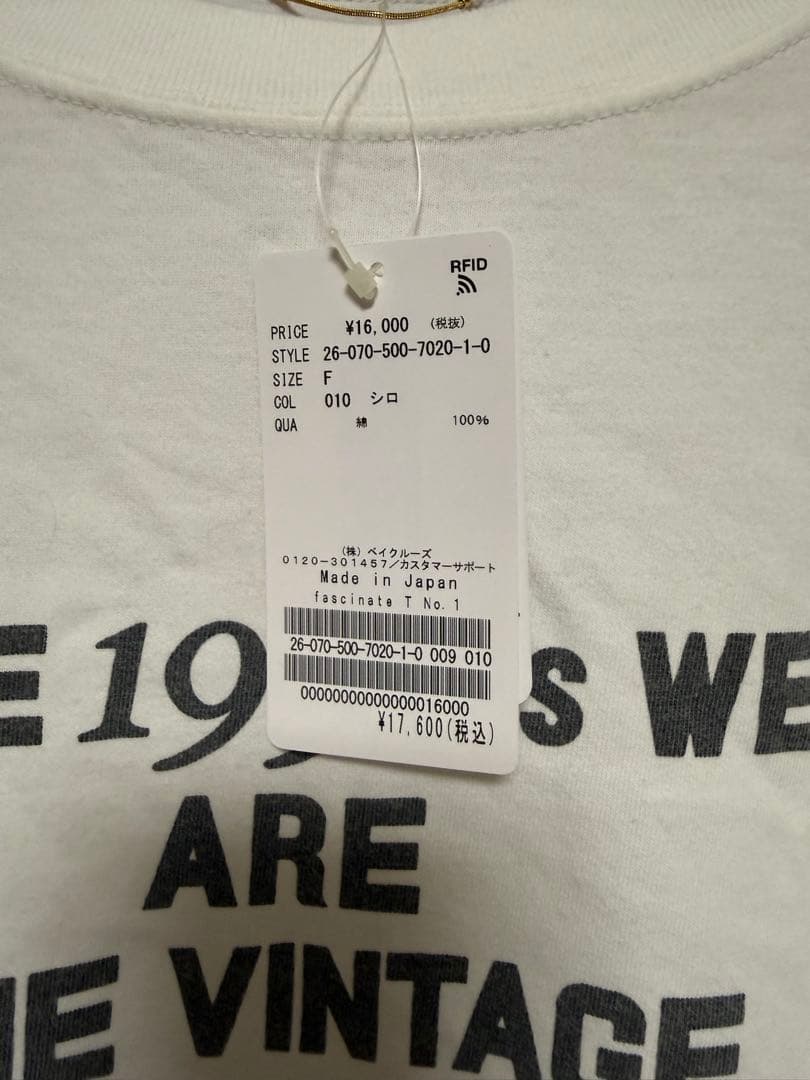 RFID
PRICE ¥16,000 (税抜)
STYLE 26-070-500-7020-1-0
SIZE F
COL 010 シロ
QUA 綿 100%
(株) ベイクルーズ
0120-301457/カスタマーサポート
Made in Japan
fascinate T No.1
26-070-500-7020-1-0 009 010
00000000000000016000
¥17,600(税込)
E 19 S WE
ARE
VINTAGE